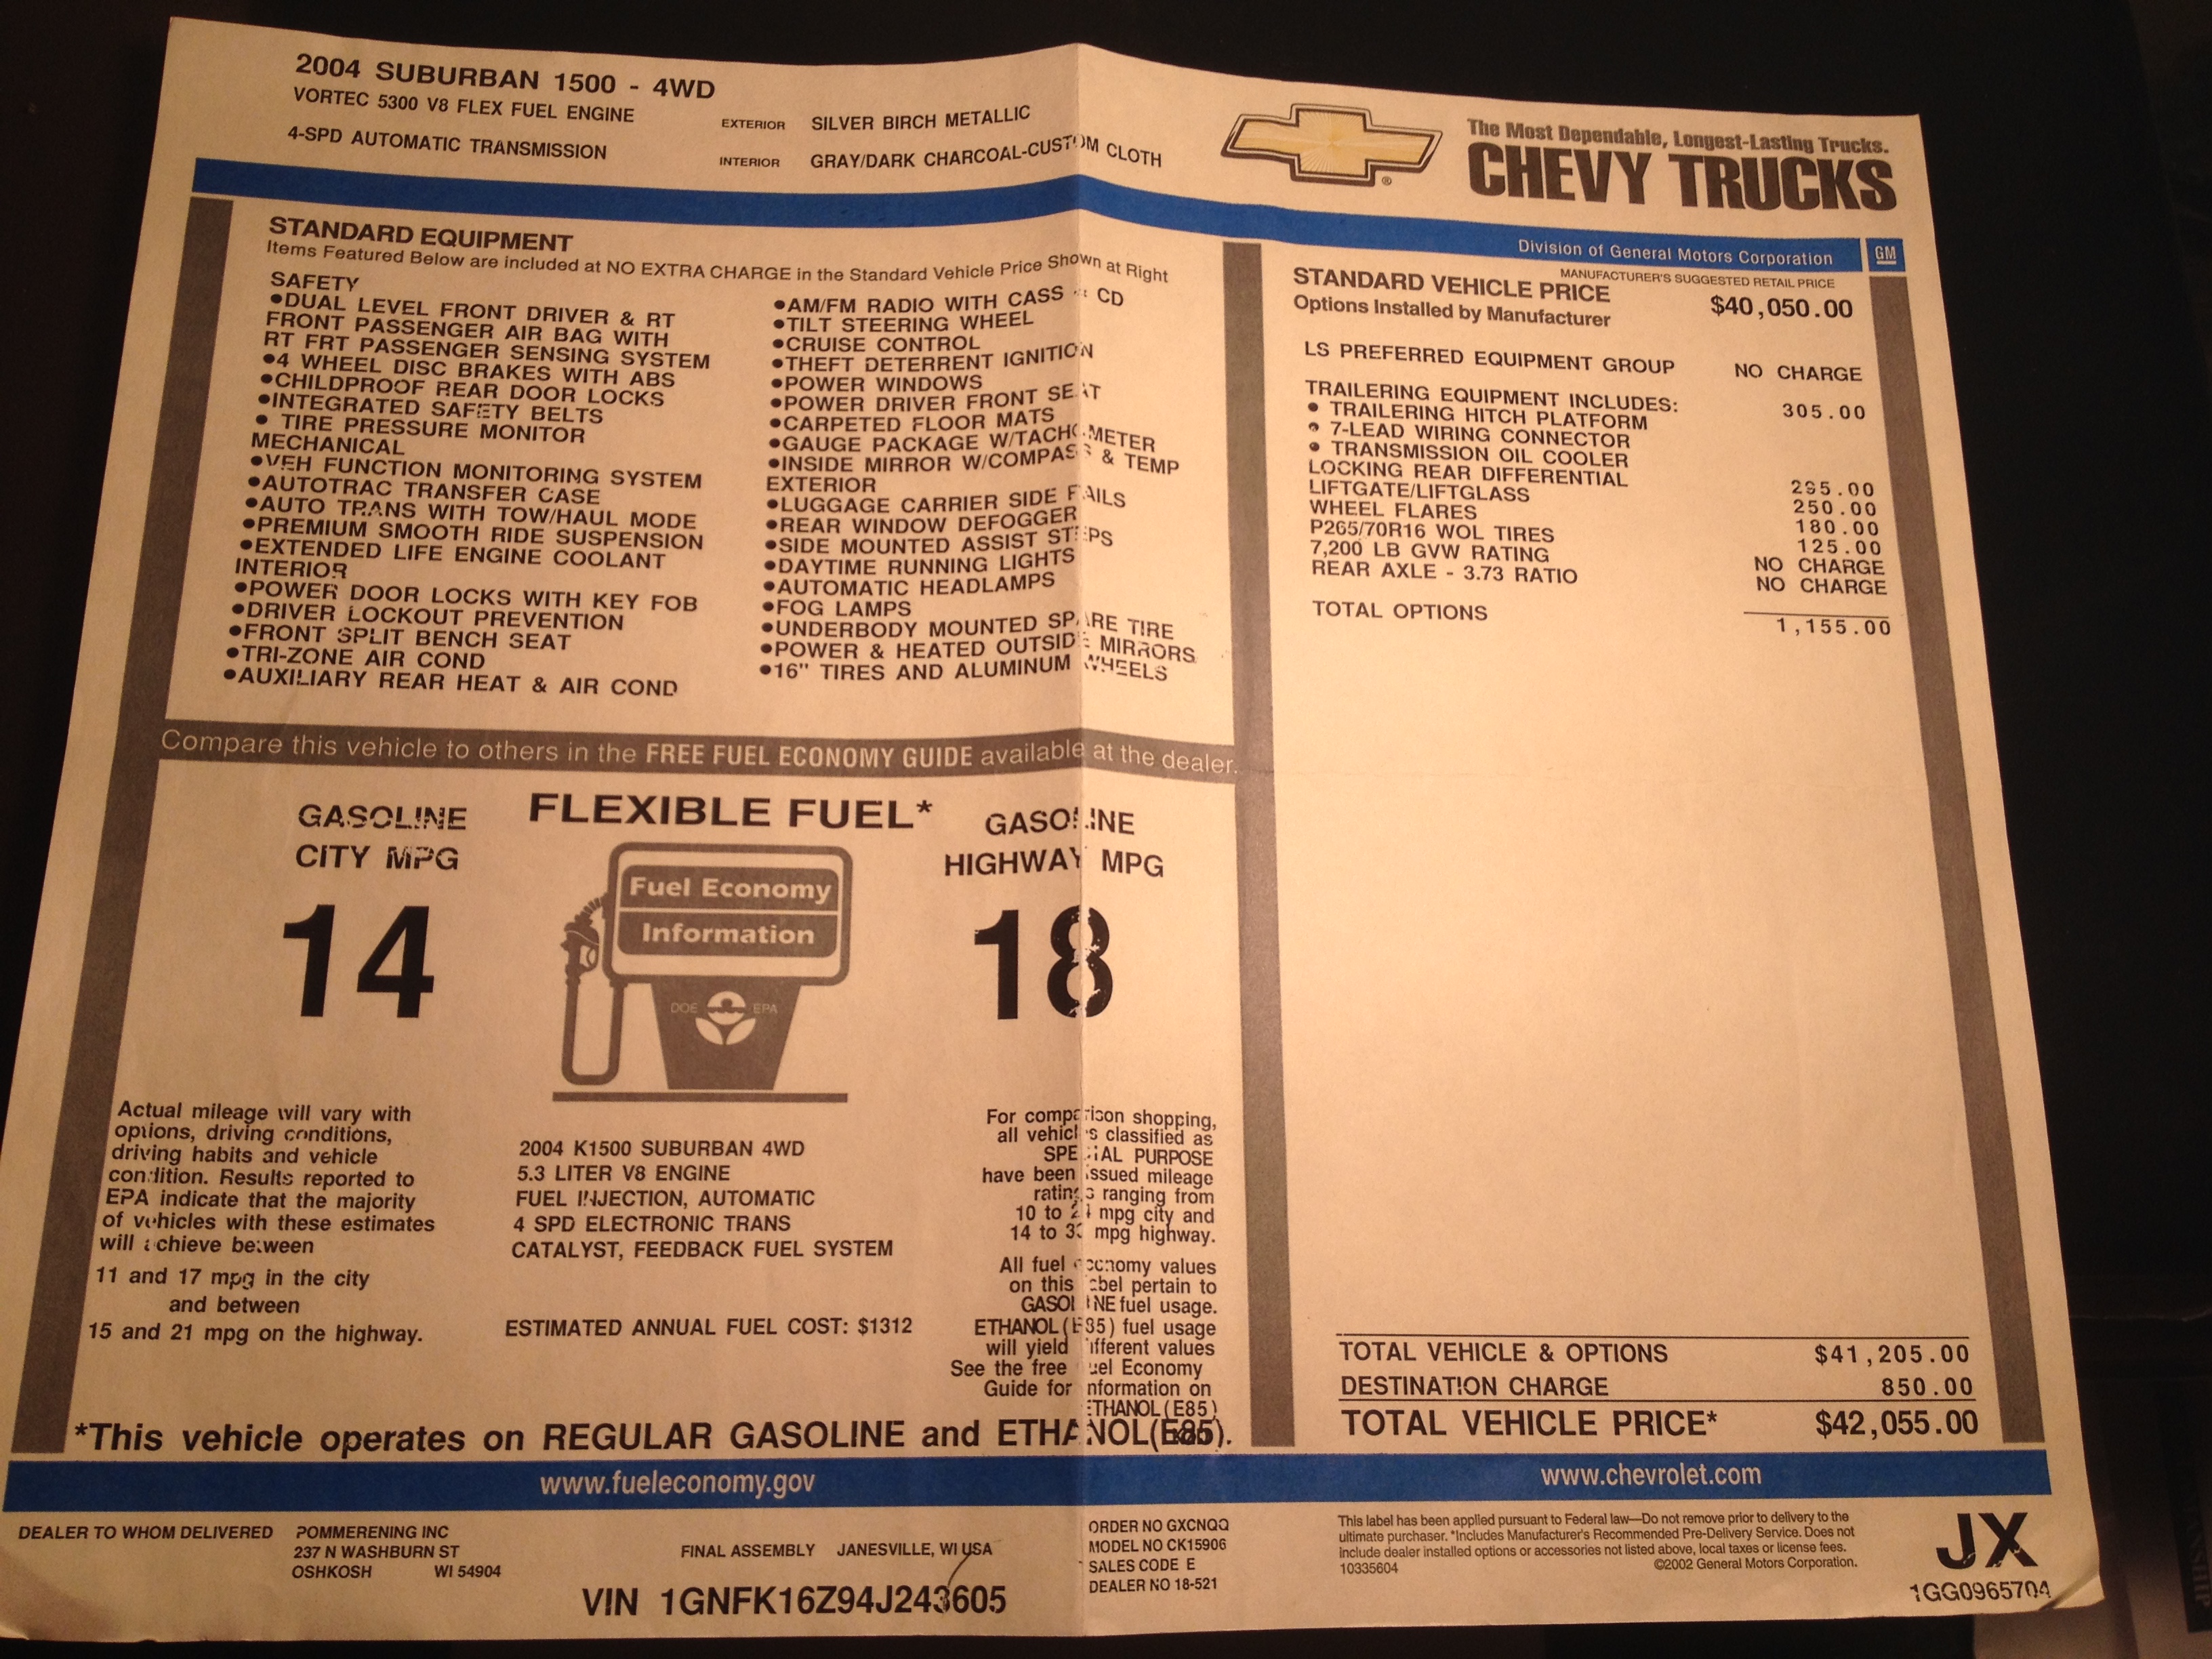 2004 SUBURBAN 1500 - 4WD
VORTEC 5300 V8 FLEX FUEL ENGINE
4-SPD AUTOMATIC TRANSMISSION
EXTERIOR SILVER BIRCH METALLIC
INTERIOR GRAY/DARK CHARCOAL-CUSTOM CLOTH
The Most Dependable, Longest-Lasting Trucks.
CHEVY TRUCKS
®
Division of General Motors Corporation
GM
STANDARD EQUIPMENT
Items Featured Below are included at NO EXTRA CHARGE in the Standard Vehicle Price Shown at Right
SAFETY
•DUAL LEVEL FRONT DRIVER & RT
FRONT PASSENGER AIR BAG WITH
RT FRT PASSENGER SENSING SYSTEM
•4 WHEEL DISC BRAKES WITH ABS
•CHILDPROOF REAR DOOR LOCKS
•INTEGRATED SAFETY BELTS
• TIRE PRESSURE MONITOR
MECHANICAL
•VEH FUNCTION MONITORING SYSTEM
•AUTOTRAC TRANSFER CASE
•AUTO TRANS WITH TOW/HAUL MODE
•PREMIUM SMOOTH RIDE SUSPENSION
•EXTENDED LIFE ENGINE COOLANT
INTERIOR
•POWER DOOR LOCKS WITH KEY FOB
•DRIVER LOCKOUT PREVENTION
•FRONT SPLIT BENCH SEAT
•TRI-ZONE AIR COND
•AUXILIARY REAR HEAT & AIR COND
•AM/FM RADIO WITH CASS & CD
•TILT STEERING WHEEL
•CRUISE CONTROL
•THEFT DETERRENT IGNITION
•POWER WINDOWS
•POWER DRIVER FRONT SEAT
•CARPETED FLOOR MATS
•GAUGE PACKAGE W/TACHOMETER
•INSIDE MIRROR W/COMPASS & TEMP
EXTERIOR
•LUGGAGE CARRIER SIDE RAILS
•REAR WINDOW DEFOGGER
•SIDE MOUNTED ASSIST STEPS
•DAYTIME RUNNING LIGHTS
•AUTOMATIC HEADLAMPS
•FOG LAMPS
•UNDERBODY MOUNTED SPARE TIRE
•POWER & HEATED OUTSIDE MIRRORS
•16" TIRES AND ALUMINUM WHEELS
MANUFACTURER'S SUGGESTED RETAIL PRICE
STANDARD VEHICLE PRICE $40,050.00
Options Installed by Manufacturer
LS PREFERRED EQUIPMENT GROUP NO CHARGE
TRAILERING EQUIPMENT INCLUDES: 305.00
• TRAILERING HITCH PLATFORM
• 7-LEAD WIRING CONNECTOR
• TRANSMISSION OIL COOLER
LOCKING REAR DIFFERENTIAL 295.00
LIFTGATE/LIFTGLASS 250.00
WHEEL FLARES 180.00
P265/70R16 WOL TIRES 125.00
7,200 LB GVW RATING NO CHARGE
REAR AXLE - 3.73 RATIO NO CHARGE
TOTAL OPTIONS 1,155.00
Compare this vehicle to others in the FREE FUEL ECONOMY GUIDE available at the dealer.
GASOLINE
CITY MPG
14
FLEXIBLE FUEL*
Fuel Economy
Information
DOE EPA
GASOLINE
HIGHWAY MPG
18
Actual mileage will vary with
options, driving conditions,
driving habits and vehicle
condition. Results reported to
EPA indicate that the majority
of vehicles with these estimates
will achieve between
11 and 17 mpg in the city
and between
15 and 21 mpg on the highway.
2004 K1500 SUBURBAN 4WD
5.3 LITER V8 ENGINE
FUEL INJECTION, AUTOMATIC
4 SPD ELECTRONIC TRANS
CATALYST, FEEDBACK FUEL SYSTEM
ESTIMATED ANNUAL FUEL COST: $1312
For comparison shopping,
all vehicles classified as
SPECIAL PURPOSE
have been issued mileage
ratings ranging from
10 to mpg city and
14 to mpg highway.
All fuel economy values
on this label pertain to
GASOLINE fuel usage.
ETHANOL(E85) fuel usage
will yield different values
See the free Fuel Economy
Guide for information on
ETHANOL(E85)
*This vehicle operates on REGULAR GASOLINE and ETHANOL(E85).
TOTAL VEHICLE & OPTIONS $41,205.00
DESTINATION CHARGE 850.00
TOTAL VEHICLE PRICE* $42,055.00
www.fueleconomy.gov
www.chevrolet.com
DEALER TO WHOM DELIVERED POMMERENING INC
237 N WASHBURN ST
OSHKOSH WI 54904
FINAL ASSEMBLY JANESVILLE, WI USA
VIN 1GNFK16Z94J243605
ORDER NO GXCNQQ
MODEL NO CK15906
SALES CODE E
DEALER NO 18-521
This label has been applied pursuant to Federal law—Do not remove prior to delivery to the
ultimate purchaser. *Includes Manufacturer's Recommended Pre-Delivery Service. Does not
include dealer installed options or accessories not listed above, local taxes or license fees.
10335604 ©2002 General Motors Corporation.
JX
1GG0965704